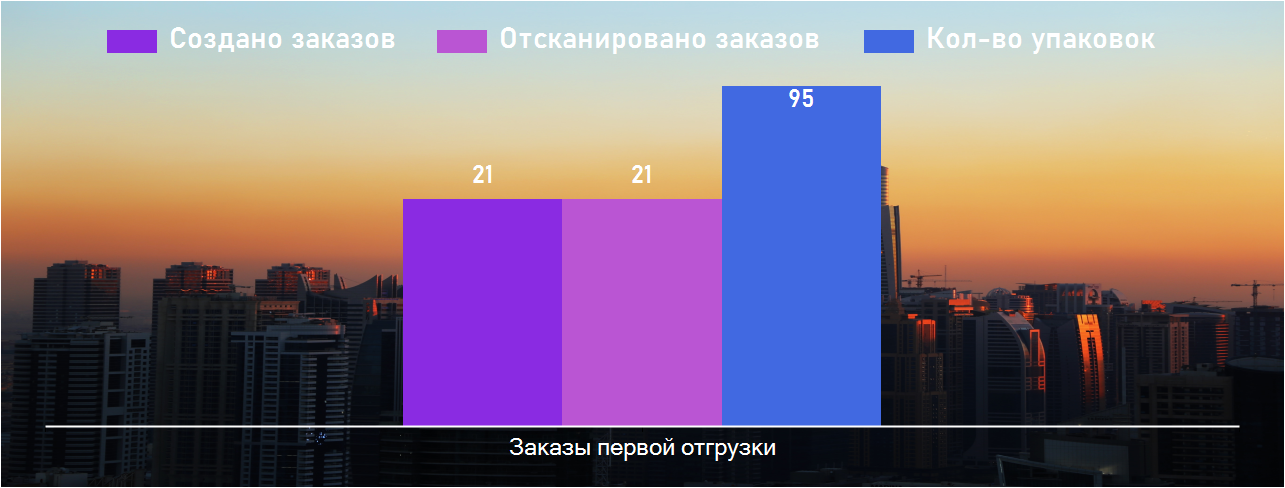 Создано заказов Отсканировано заказов Кол-во упаковок
95
21 21
Заказы первой отгрузки